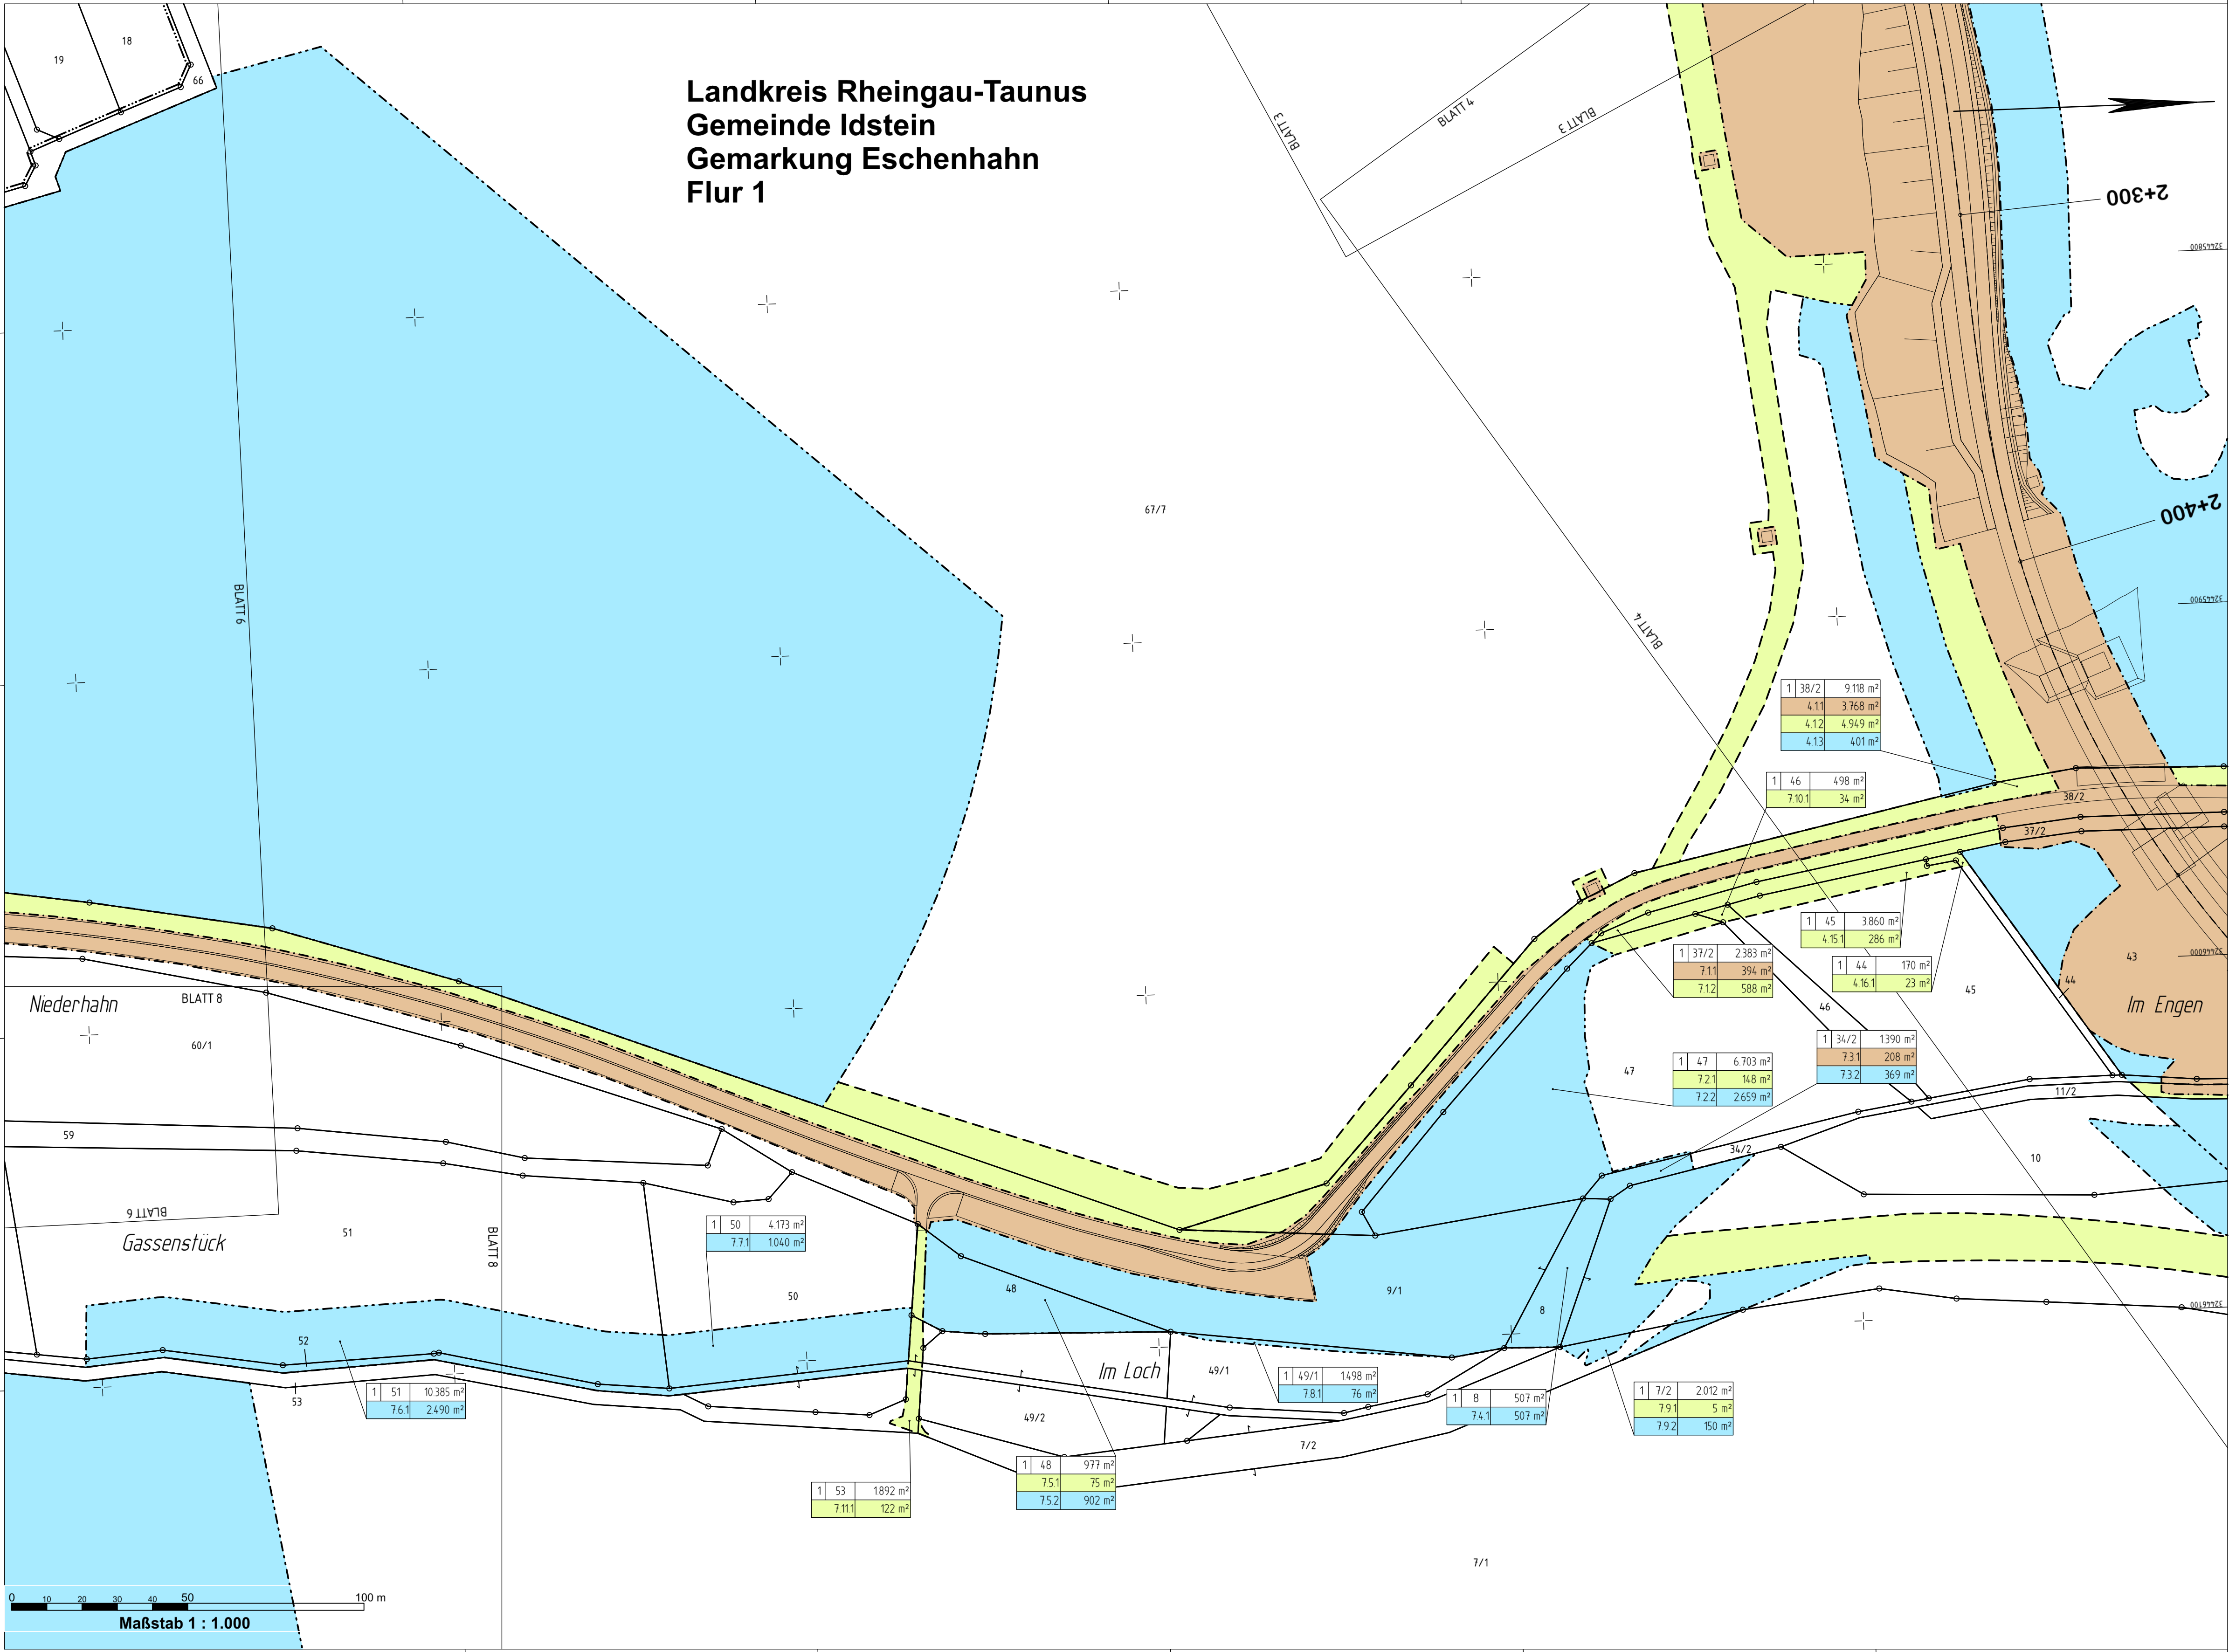 Landkreis Rheingau-Taunus
Gemeinde Idstein
Gemarkung Eschenhahn
Flur 1
19
18
66
BLATT 3
BLATT 4
BLATT 3
2+300
32445800
2+400
32445900
67/7
BLATT 6
BLATT 4
1 38/2 9.118 m²
4.1.1 3.768 m²
4.1.2 4.949 m²
4.1.3 401 m²
1 46 498 m²
7.10.1 34 m²
38/2
37/2
1 45 3.860 m²
4.15.1 286 m²
1 37/2 2.383 m²
7.1.1 394 m²
7.1.2 588 m²
1 44 170 m²
4.16.1 23 m²
43
32446000
44
45
46
Im Engen
Niederhahn
BLATT 8
60/1
1 34/2 1.390 m²
7.3.1 208 m²
7.3.2 369 m²
1 47 6.703 m²
7.2.1 148 m²
7.2.2 2.659 m²
47
11/2
59
34/2
10
BLATT 6
Gassenstück
51
BLATT 8
1 50 4.173 m²
7.7.1 1.040 m²
50
48
9/1
8
32446100
52
53
1 51 10.385 m²
7.6.1 2.490 m²
Im Loch
49/1
1 49/1 1.498 m²
7.8.1 76 m²
1 8 507 m²
7.4.1 507 m²
1 7/2 2.012 m²
7.9.1 5 m²
7.9.2 150 m²
49/2
7/2
1 48 977 m²
7.5.1 75 m²
7.5.2 902 m²
1 53 1.892 m²
7.11.1 122 m²
7/1
0 10 20 30 40 50 100 m
Maßstab 1 : 1.000